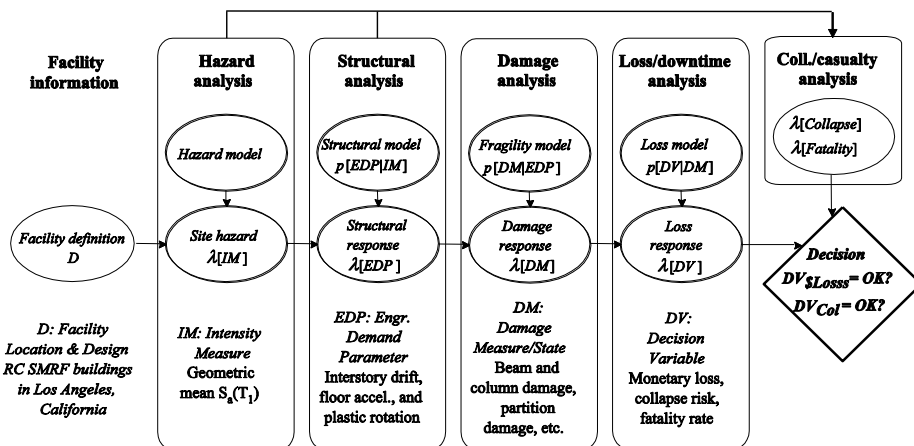 Facility
information
Facility definition
D
D: Facility
Location & Design
RC SMRF buildings
in Los Angeles,
California
Hazard
analysis
Hazard model
Site hazard
λ[IM]
IM: Intensity
Measure
Geometric
mean Sa(T1)
Structural
analysis
Structural model
p[EDP|IM]
Structural
response
λ[EDP]
EDP: Engr.
Demand
Parameter
Interstory drift,
floor accel., and
plastic rotation
Damage
analysis
Fragility model
p[DM|EDP]
Damage
response
λ[DM]
DM:
Damage
Measure/State
Beam and
column damage,
partition
damage, etc.
Loss/downtime
analysis
Loss model
p[DV|DM]
Loss
response
λ[DV]
DV:
Decision
Variable
Monetary loss,
collapse risk,
fatality rate
Coll./casualty
analysis
λ[Collapse]
λ[Fatality]
Decision
DV$Losss= OK?
DVCol= OK?